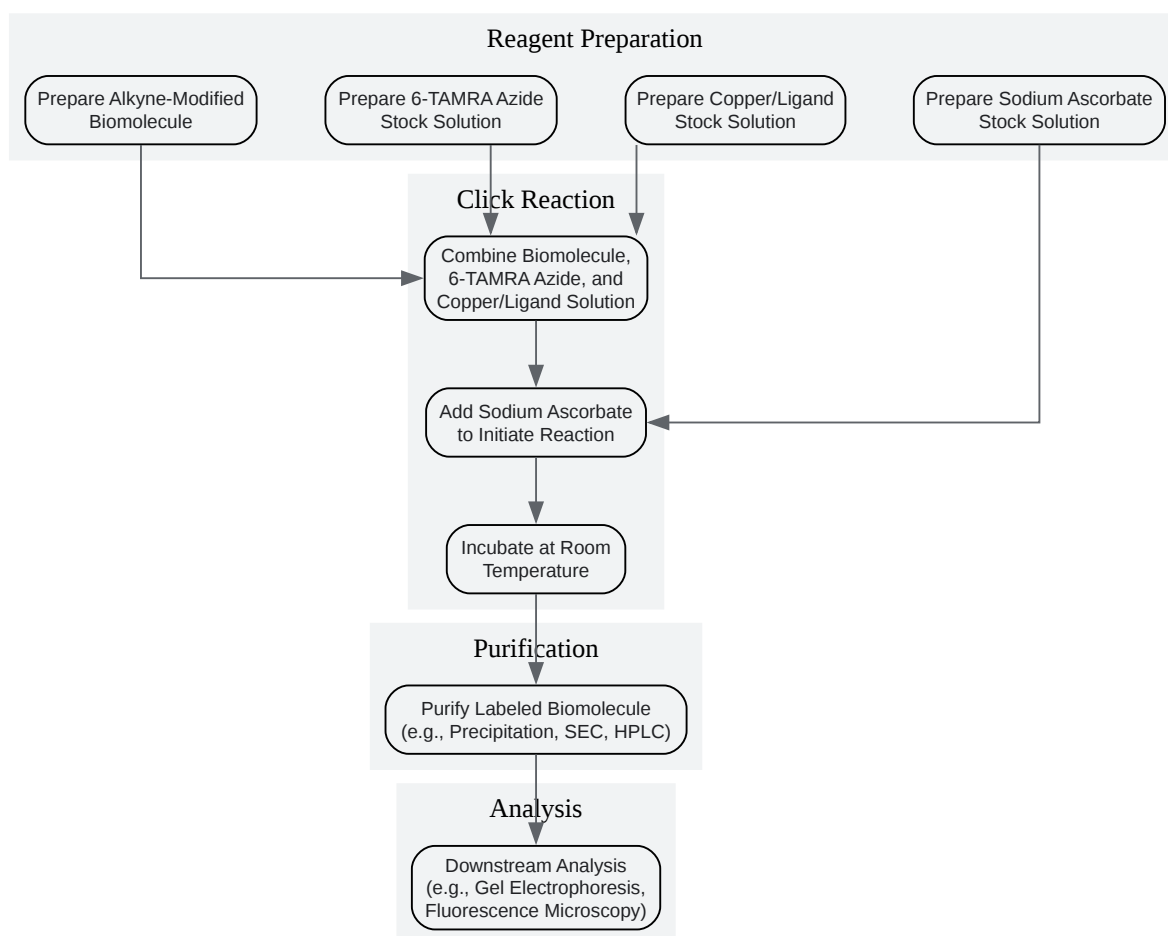 Reagent Preparation
Prepare Alkyne-Modified
Biomolecule
Prepare 6-TAMRA Azide
Stock Solution
Prepare Copper/Ligand
Stock Solution
Prepare Sodium Ascorbate
Stock Solution
Click Reaction
Combine Biomolecule,
6-TAMRA Azide, and
Copper/Ligand Solution
Add Sodium Ascorbate
to Initiate Reaction
Incubate at Room
Temperature
Purification
Purify Labeled Biomolecule
(e.g., Precipitation, SEC, HPLC)
Analysis
Downstream Analysis
(e.g., Gel Electrophoresis,
Fluorescence Microscopy)